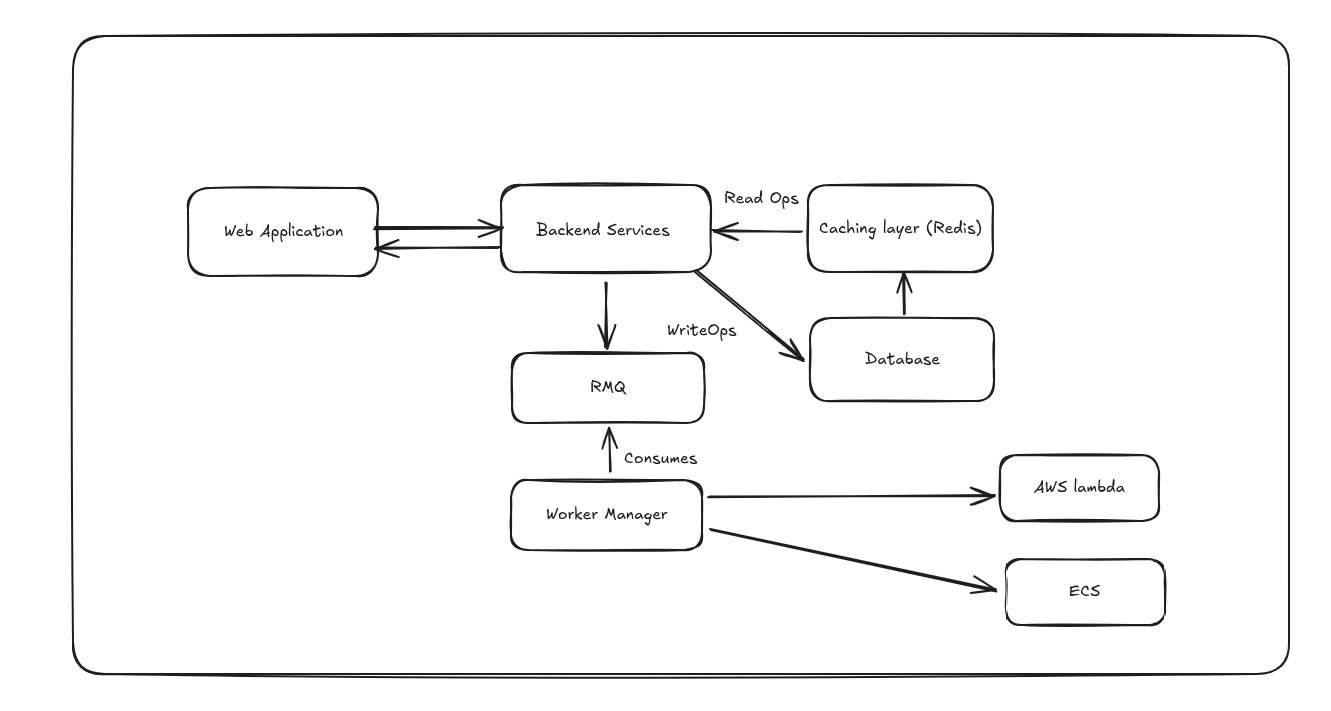 Web Application
Backend Services
Read Ops
Caching layer (Redis)
WriteOps
Database
RMQ
Consumes
Worker Manager
AWS lambda
ECS